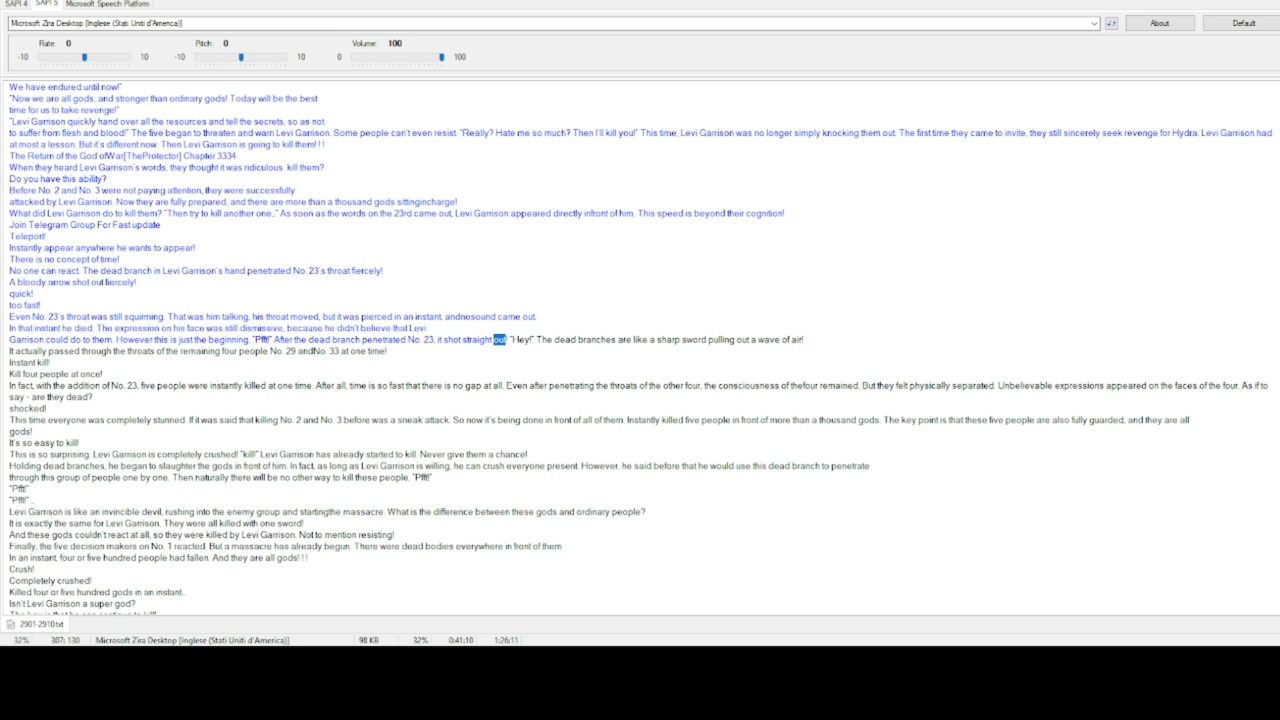 SAPI 4 SAPI 5 Microsoft Speech Platform
Microsoft Zira Desktop [Inglese (Stati Uniti d'America)] About Default
Rate: 0 Pitch: 0 Volume: 100
-10 10 -10 10 0 100
We have endured until now!"
"Now we are all gods, and stronger than ordinary gods! Today will be the best
time for us to take revenge!"
"Levi Garrison quickly hand over all the resources and tell the secrets, so as not
to suffer from flesh and blood!" The five began to threaten and warn Levi Garrison. Some people can't even resist. "Really? Hate me so much? Then I'll kill you!" This time, Levi Garrison was no longer simply knocking them out. The first time they came to invite, they still sincerely seek revenge for Hydra. Levi Garrison had
at most a lesson. But it's different now. Then Levi Garrison is going to kill them! ! !
The Return of the God ofWar[TheProtector] Chapter 3334
When they heard Levi Garrison's words, they thought it was ridiculous, kill them?
Do you have this ability?
Before No. 2 and No. 3 were not paying attention, they were successfully
attacked by Levi Garrison. Now they are fully prepared, and there are more than a thousand gods sittingincharge!
What did Levi Garrison do to kill them? "Then try to kill another one,." As soon as the words on the 23rd came out, Levi Garrison appeared directly infront of him. This speed is beyond their cognition!
Join Telegram Group For Fast update
Teleport!
Instantly appear anywhere he wants to appear!
There is no concept of time!
No one can react. The dead branch in Levi Garrison's hand penetrated No. 23's throat fiercely!
A bloody arrow shot out fiercely!
quick!
too fast!
Even No. 23's throat was still squirming. That was him talking, his throat moved, but it was pierced in an instant, andnosound came out.
In that instant he died. The expression on his face was still dismissive, because he didn't believe that Levi
Garrison could do to them. However this is just the beginning. "Pfft!" After the dead branch penetrated No. 23, it shot straight out! "Hey!" The dead branches are like a sharp sword pulling out a wave of air!
It actually passed through the throats of the remaining four people No. 29 andNo. 33 at one time!
Instant kill!
Kill four people at once!
In fact, with the addition of No. 23, five people were instantly killed at one time. After all, time is so fast that there is no gap at all. Even after penetrating the throats of the other four, the consciousness of thefour remained. But they felt physically separated. Unbelievable expressions appeared on the faces of the four. As if to
say - are they dead?
shocked!
This time everyone was completely stunned. If it was said that killing No. 2 and No. 3 before was a sneak attack. So now it's being done in front of all of them. Instantly killed five people in front of more than a thousand gods. The key point is that these five people are also fully guarded, and they are all
gods!
It's so easy to kill!
This is so surprising. Levi Garrison is completely crushed! "kill!" Levi Garrison has already started to kill. Never give them a chance!
Holding dead branches, he began to slaughter the gods in front of him. In fact, as long as Levi Garrison is willing, he can crush everyone present. However, he said before that he would use this dead branch to penetrate
through this group of people one by one. Then naturally there will be no other way to kill these people. "Pfft!"
"Pfft!"
"Pfft!" ..
Levi Garrison is like an invincible devil, rushing into the enemy group and startingthe massacre. What is the difference between these gods and ordinary people?
It is exactly the same for Levi Garrison. They were all killed with one sword!
And these gods couldn't react at all, so they were killed by Levi Garrison. Not to mention resisting!
Finally, the five decision makers on No. 1 reacted. But a massacre has already begun. There were dead bodies everywhere in front of them.
In an instant, four or five hundred people had fallen. And they are all gods! ! !
Crush!
Completely crushed!
Killed four or five hundred gods in an instant,.
Isn't Levi Garrison a super god?
The key is that he can continue to kill!
2901-2910.txt
32% 307: 130 Microsoft Zira Desktop [Inglese (Stati Uniti d'America)] 98 KB 32% 0:41:10 1:26:11